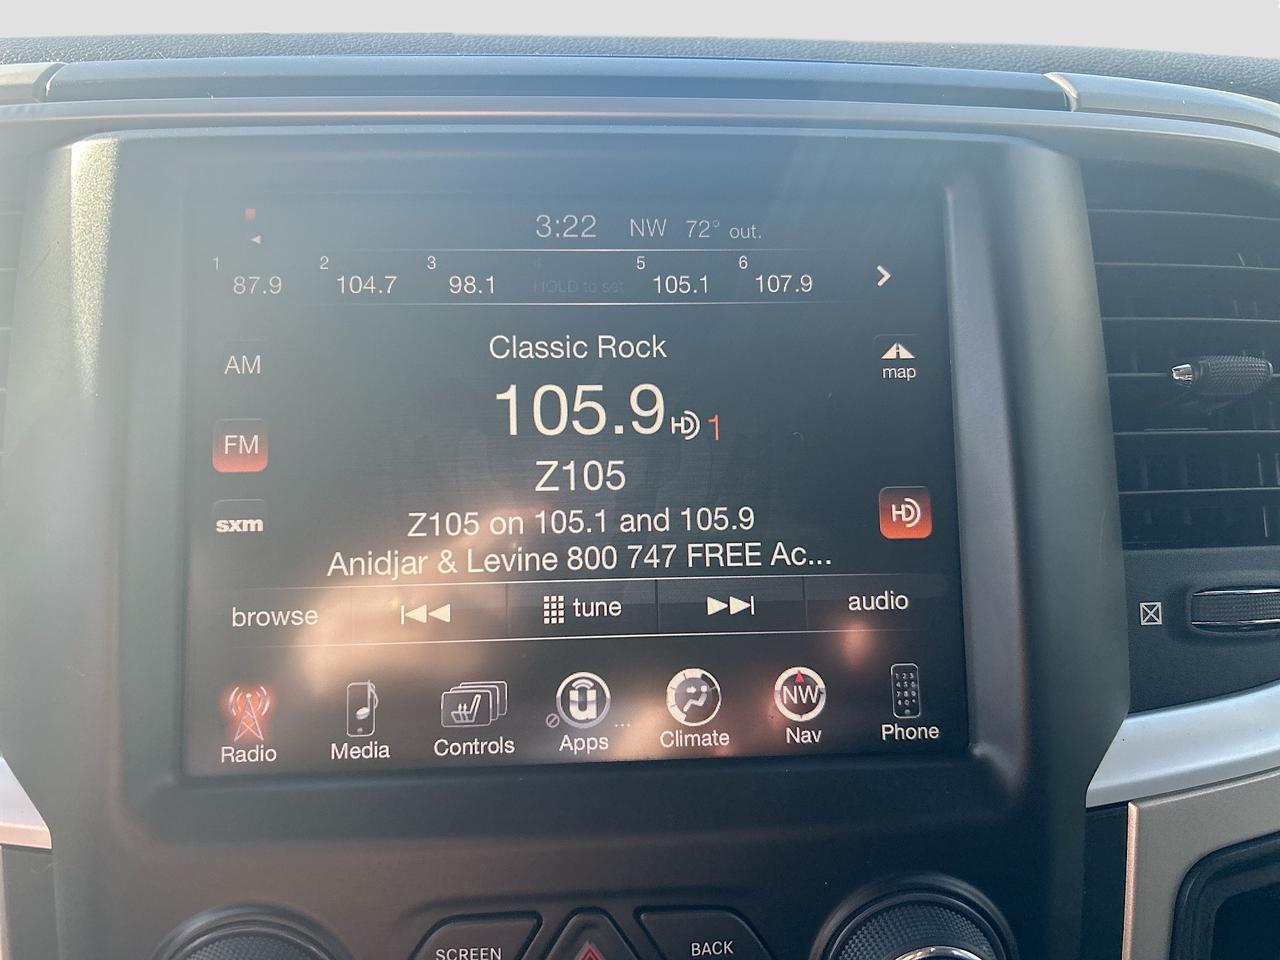 3:22 NW 72° out.
1 87.9 2 104.7 3 98.1 4 HOLD to set 5 105.1 6 107.9
Classic Rock
AM
map
105.9 HD 1
FM
Z105
HD
sxm
Z105 on 105.1 and 105.9
Anidjar & Levine 800 747 FREE Ac...
browse tune audio
NW
Radio Media Controls Apps ... Climate Nav Phone
SCREEN BACK